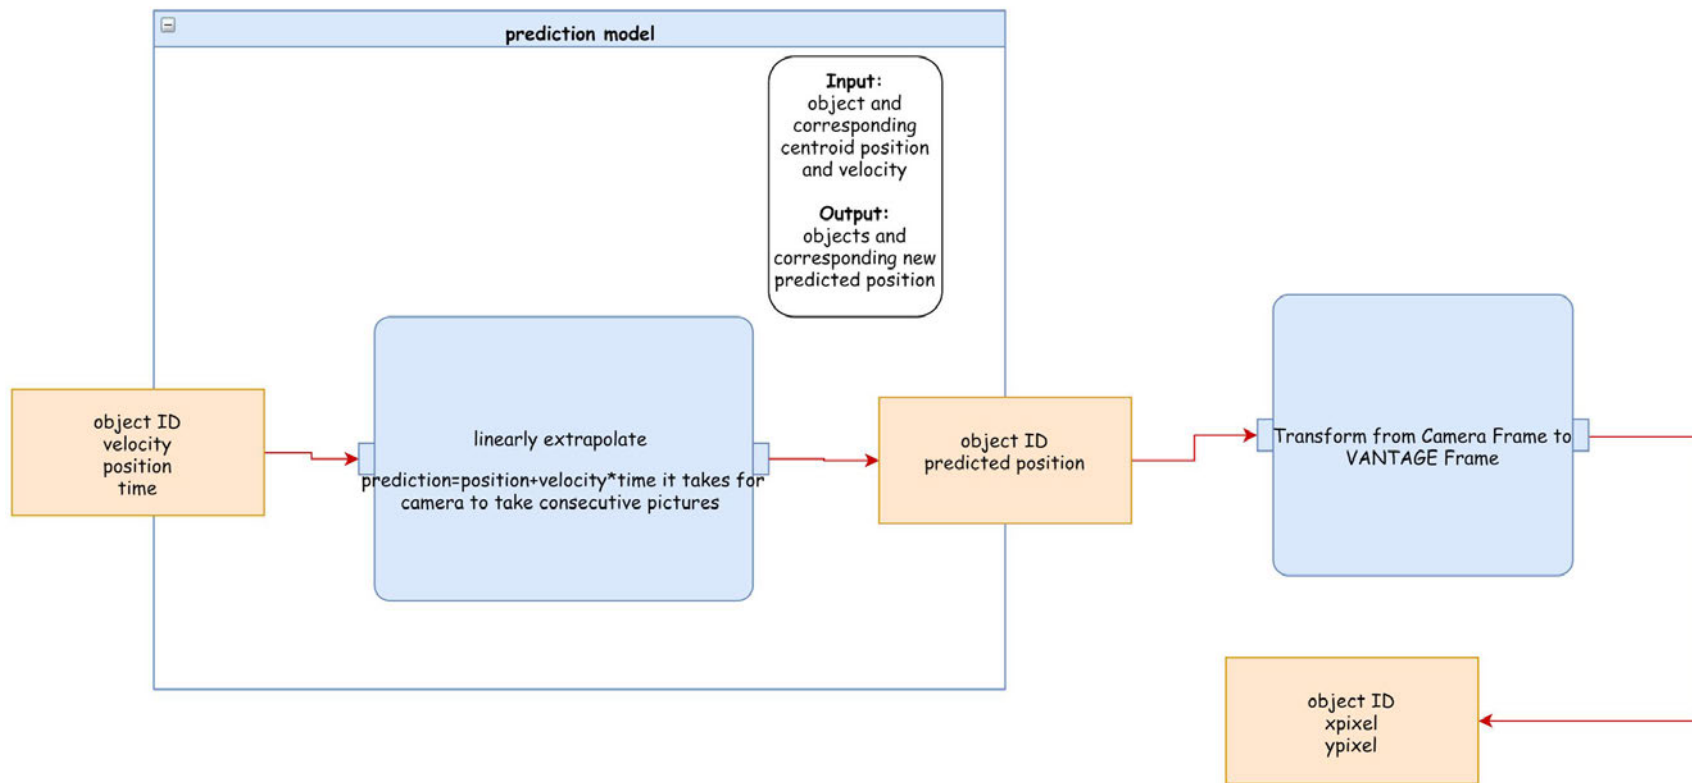 prediction model
Input:
object and
corresponding
centroid position
and velocity
Output:
objects and
corresponding new
predicted position
object ID
velocity
position
time
linearly extrapolate
prediction=position+velocity*time it takes for
camera to take consecutive pictures
object ID
predicted position
Transform from Camera Frame to
VANTAGE Frame
object ID
xpixel
ypixel